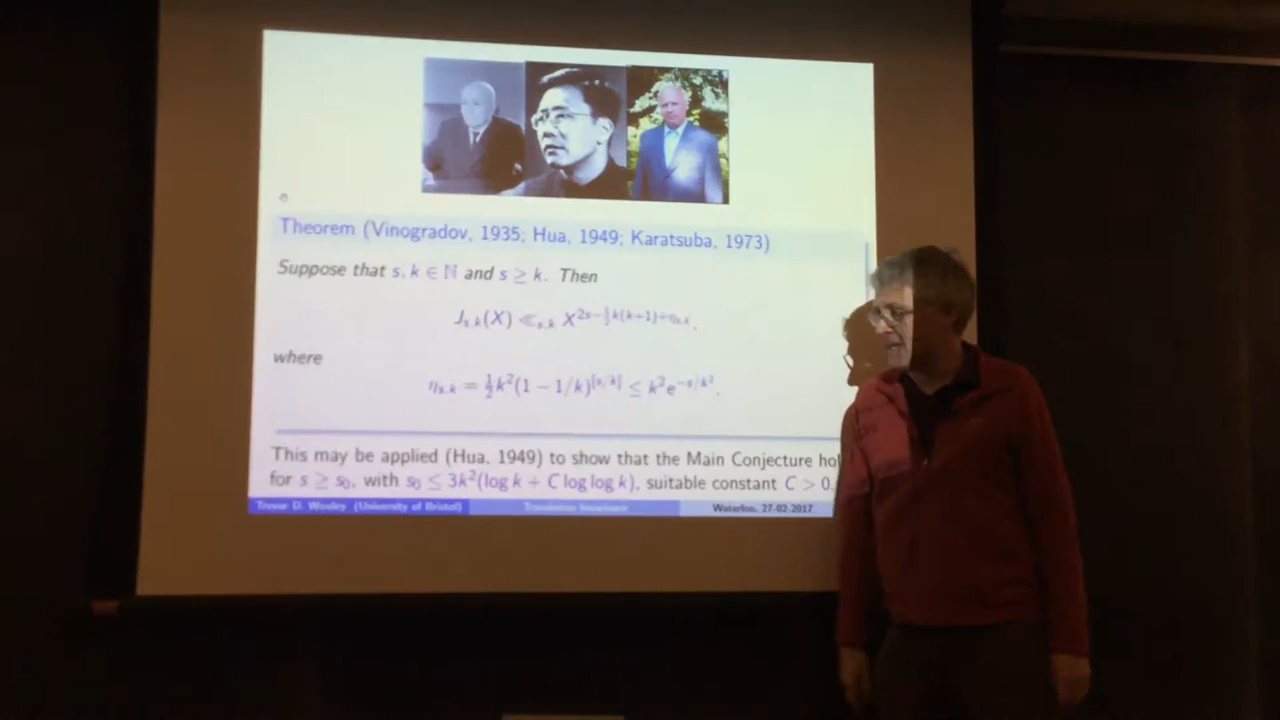 Theorem (Vinogradov, 1935; Hua, 1949; Karatsuba, 1973)
Suppose that s, k ∈ ℕ and s ≥ k. Then
J_{s,k}(X) ≪_{s,k} X^{2s−½k(k+1)+η_{s,k}},
where
η_{s,k} = ½k²(1 − 1/k)^{[s/k]} ≤ k²e^{−s/k²}.
This may be applied (Hua, 1949) to show that the Main Conjecture hol
for s ≥ s₀, with s₀ ≤ 3k²(log k + C log log k), suitable constant C > 0.
Trevor D. Wooley (University of Bristol) Translation Invariance Waterloo, 27-02-2017